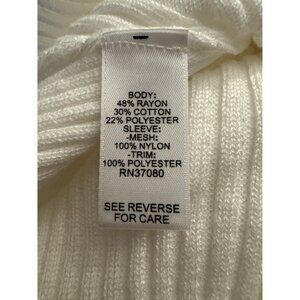 BODY:
48% RAYON
30% COTTON
22% POLYESTER
SLEEVE:
-MESH:
100% NYLON
-TRIM:
100% POLYESTER
RN37080
SEE REVERSE
FOR CARE